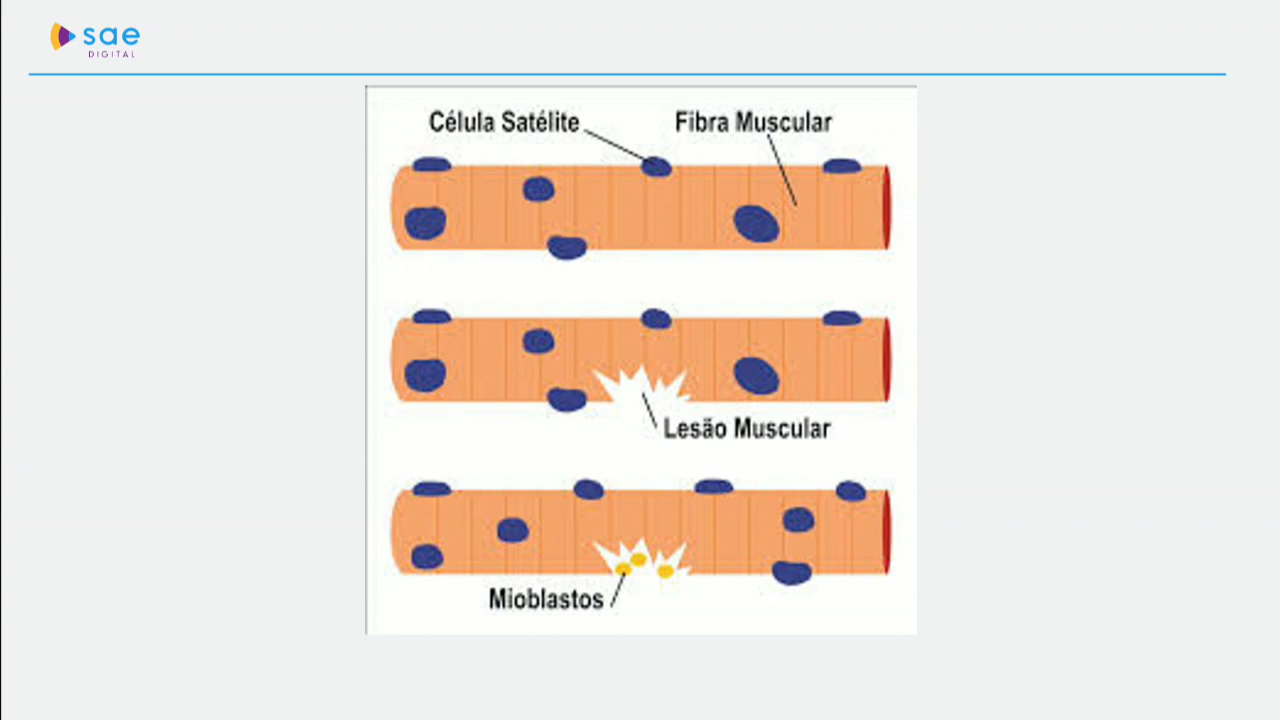 sae
DIGITAL
Célula Satélite
Fibra Muscular
Lesão Muscular
Mioblastos